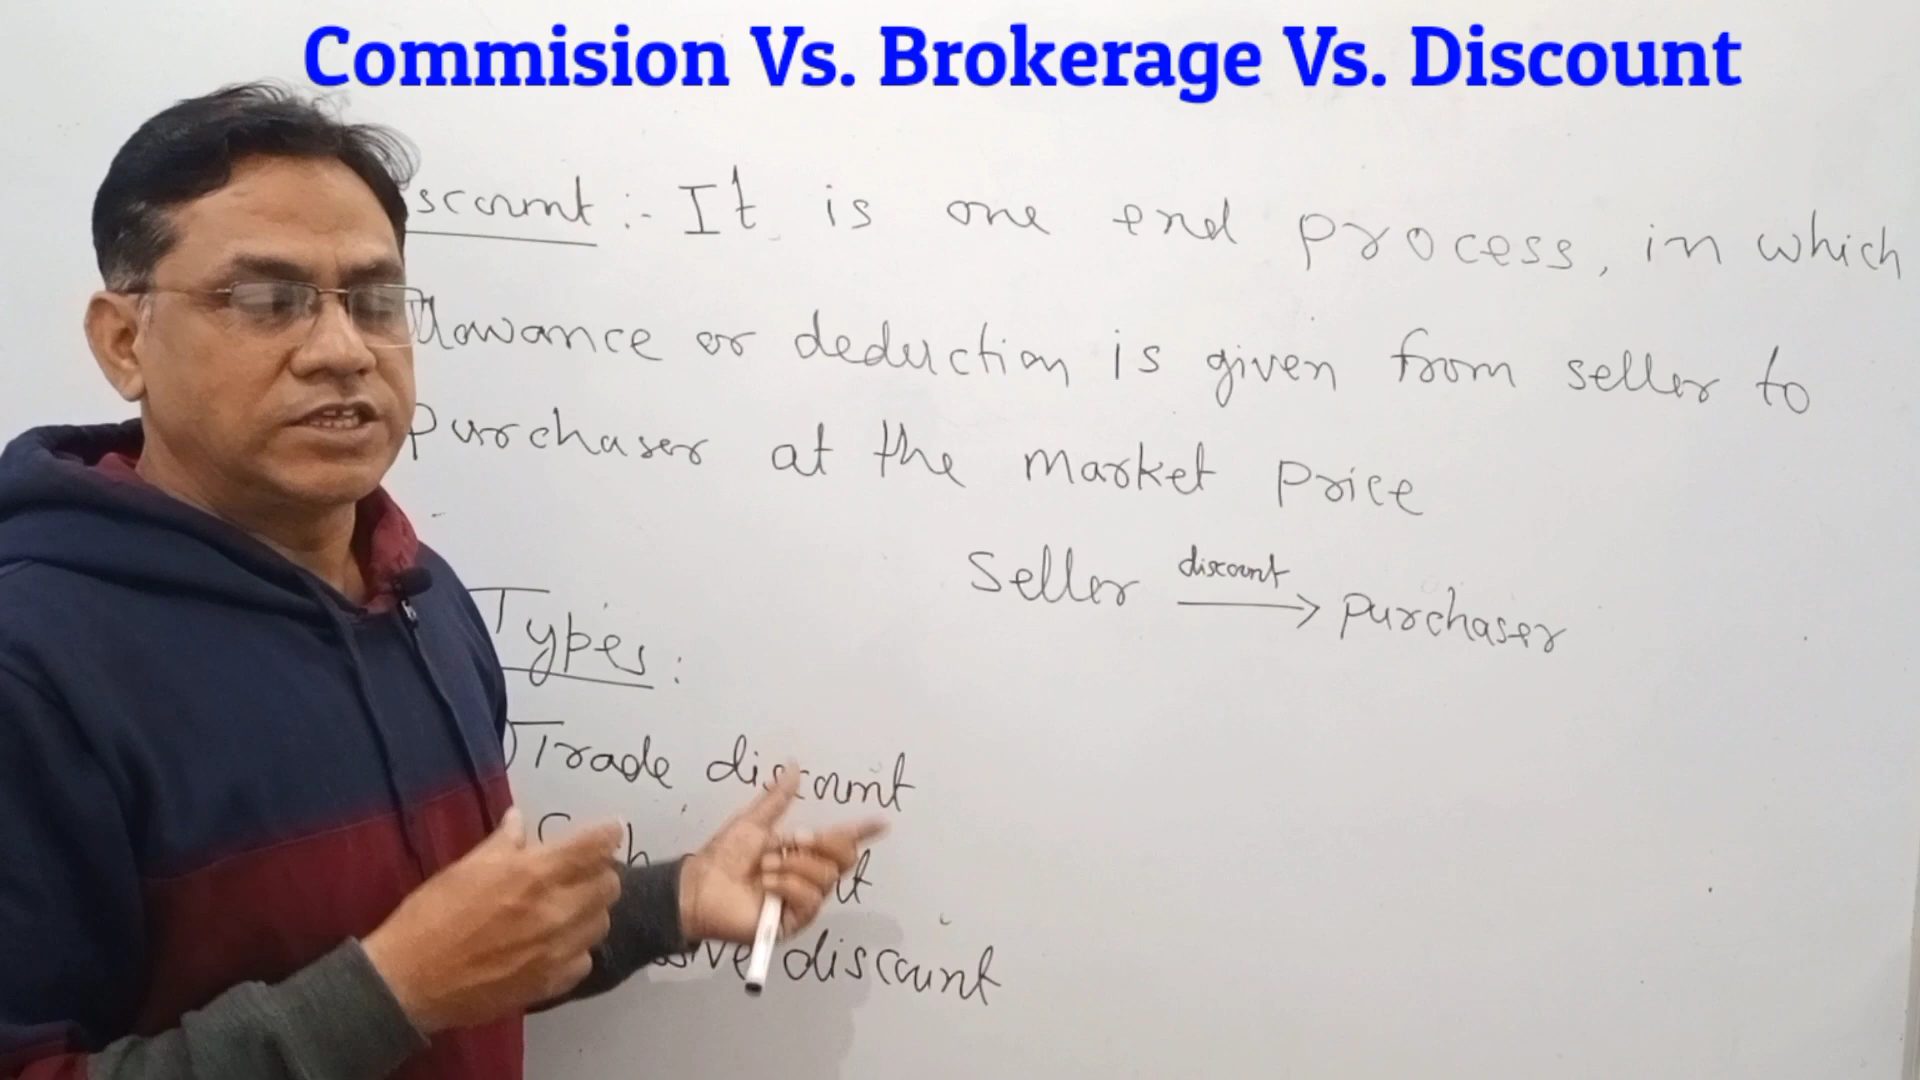 Commision Vs. Brokerage Vs. Discount
scount :- It is one end process, in which
llowance or deduction is given from seller to
purchaser at the market price
Seller discount → purchaser
Types :
Trade discount
discount